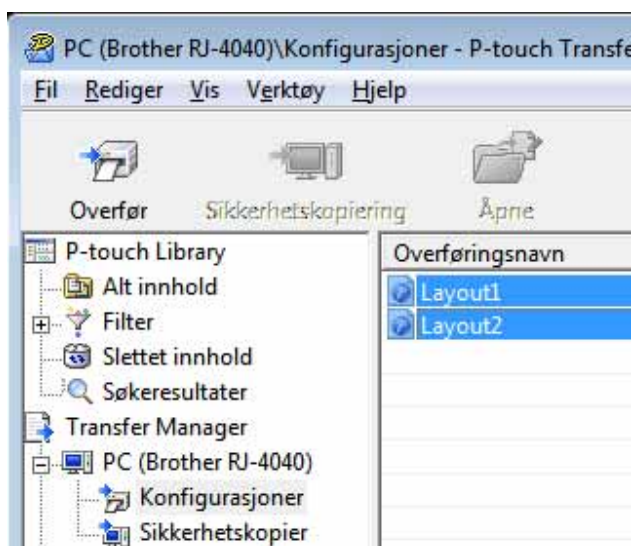 PC (Brother RJ-4040)\Konfigurasjoner - P-touch Transfe
Fil Rediger Vis Verktøy Hjelp
Overfør Sikkerhetskopiering Åpne
P-touch Library
Alt innhold
Filter
Slettet innhold
Søkeresultater
Transfer Manager
PC (Brother RJ-4040)
Konfigurasjoner
Sikkerhetskopier
Overføringsnavn
Layout1
Layout2